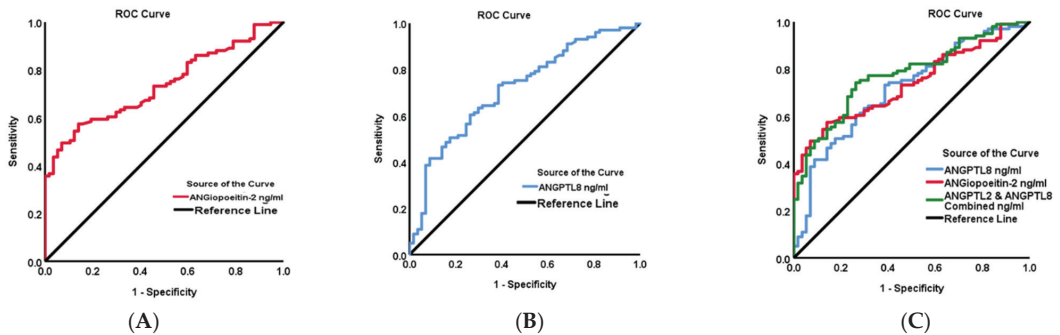 ROC Curve
1.0
0.8
0.6
0.4
0.2
0.0
Sensitivity
0.0 0.2 0.4 0.6 0.8 1.0
1 - Specificity
Source of the Curve
ANGiopoeitin-2 ng/ml
Reference Line
(A)
ROC Curve
1.0
0.8
0.6
0.4
0.2
0.0
Sensitivity
0.0 0.2 0.4 0.6 0.8 1.0
1 - Specificity
Source of the Curve
ANGPTL8 ng/ml
Reference Line
(B)
ROC Curve
1.0
0.8
0.6
0.4
0.2
0.0
Sensitivity
0.0 0.2 0.4 0.6 0.8 1.0
1 - Specificity
Source of the Curve
ANGPTL8 ng/ml
ANGiopoeitin-2 ng/ml
ANGPTL2 & ANGPTL8
Combined ng/ml
Reference Line
(C)